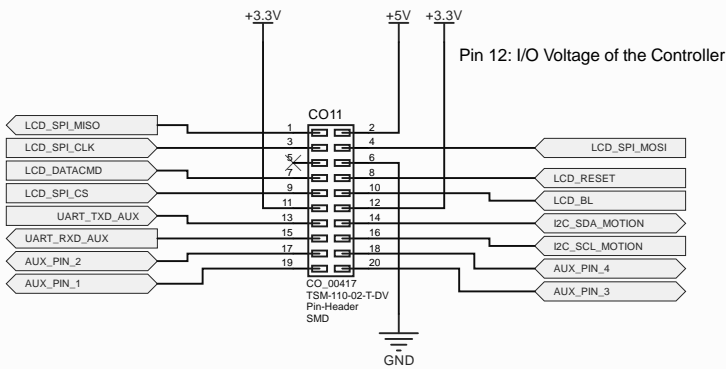 +3.3V
+5V
+3.3V
Pin 12: I/O Voltage of the Controller
CO11
LCD_SPI_MISO
1
2
LCD_SPI_CLK
3
4
LCD_SPI_MOSI
LCD_DATACMD
5
6
7
8
LCD_RESET
LCD_SPI_CS
9
10
LCD_BL
11
12
UART_TXD_AUX
13
14
I2C_SDA_MOTION
UART_RXD_AUX
15
16
I2C_SCL_MOTION
AUX_PIN_2
17
18
AUX_PIN_4
AUX_PIN_1
19
20
AUX_PIN_3
CO_00417
TSM-110-02-T-DV
Pin-Header
SMD
GND